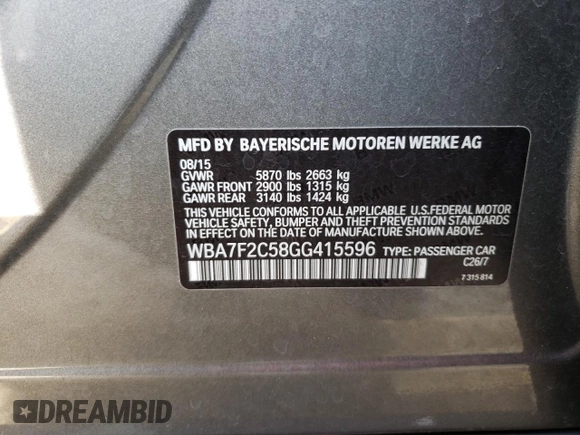 MFD BY BAYERISCHE MOTOREN WERKE AG
08/15
GVWR 5870 lbs 2663 kg
GAWR FRONT 2900 lbs 1315 kg
GAWR REAR 3140 lbs 1424 kg
THIS VEHICLE CONFORMS TO ALL APPLICABLE U.S.FEDERAL MOTOR
VEHICLE SAFETY, BUMPER, AND THEFT PREVENTION STANDARDS
IN EFFECT ON THE DATE OF MANUFACTURE SHOWN ABOVE.
WBA7F2C58GG415596 TYPE: PASSENGER CAR
C26/7
7 315 814
DREAMBID